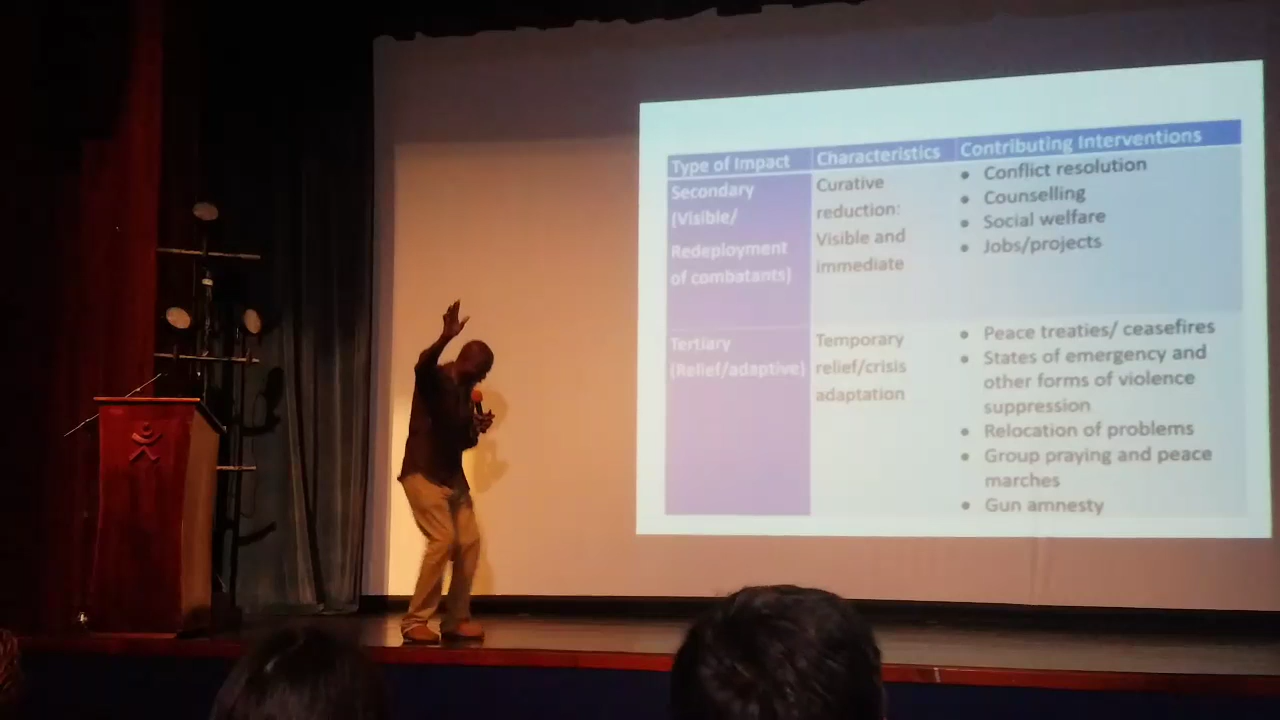 Type of Impact Characteristics Contributing Interventions
Secondary
(Visible/
Redeployment
of combatants)
Curative
reduction:
Visible and
immediate
● Conflict resolution
● Counselling
● Social welfare
● Jobs/projects
Tertiary
(Relief/adaptive)
Temporary
relief/crisis
adaptation
● Peace treaties/ ceasefires
● States of emergency and
other forms of violence
suppression
● Relocation of problems
● Group praying and peace
marches
● Gun amnesty